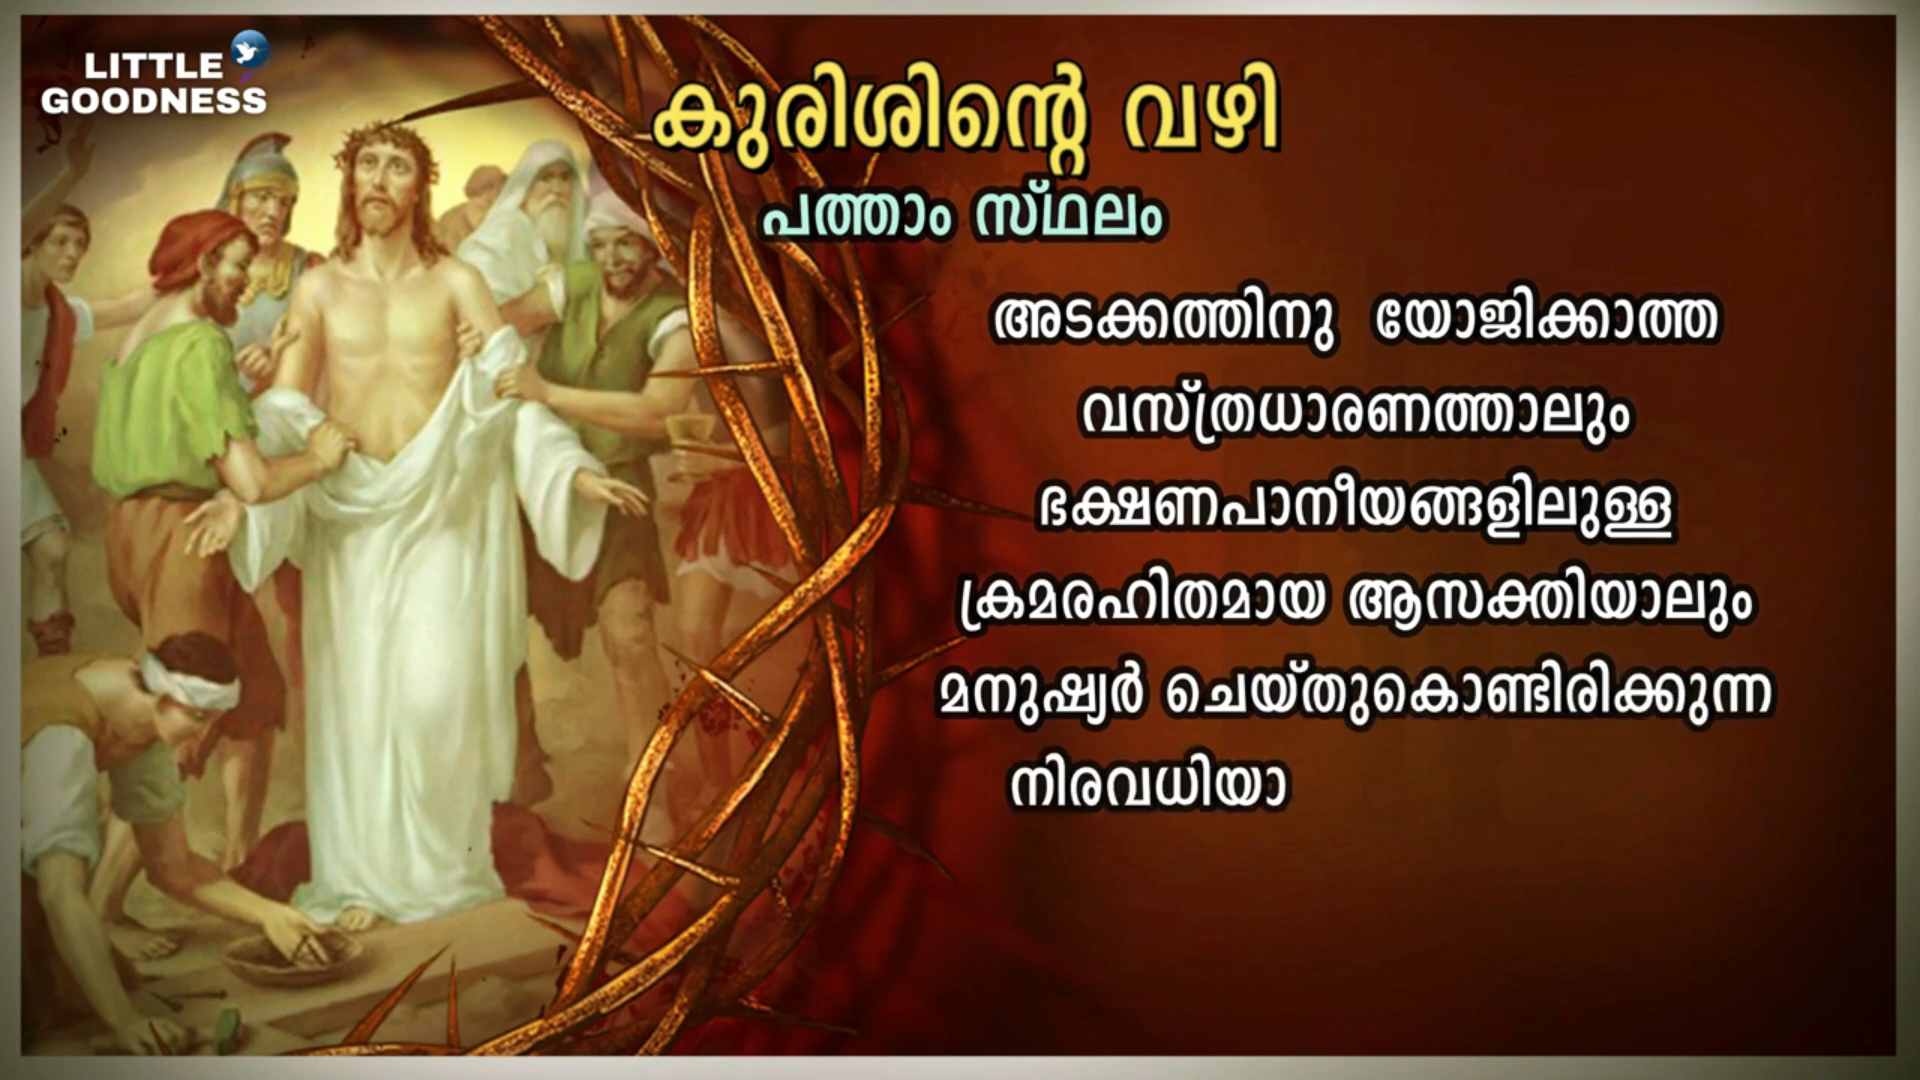 LITTLE
GOODNESS
കുരിശിന്റെ വഴി
പത്താം സ്ഥലം
അടക്കത്തിനു യോജിക്കാത്ത
വസ്ത്രധാരണത്താലും
ഭക്ഷണപാനീയങ്ങളിലുള്ള
ക്രമരഹിതമായ ആസക്തിയാലും
മനുഷ്യർ ചെയ്തുകൊണ്ടിരിക്കുന്ന
നിരവധിയാ